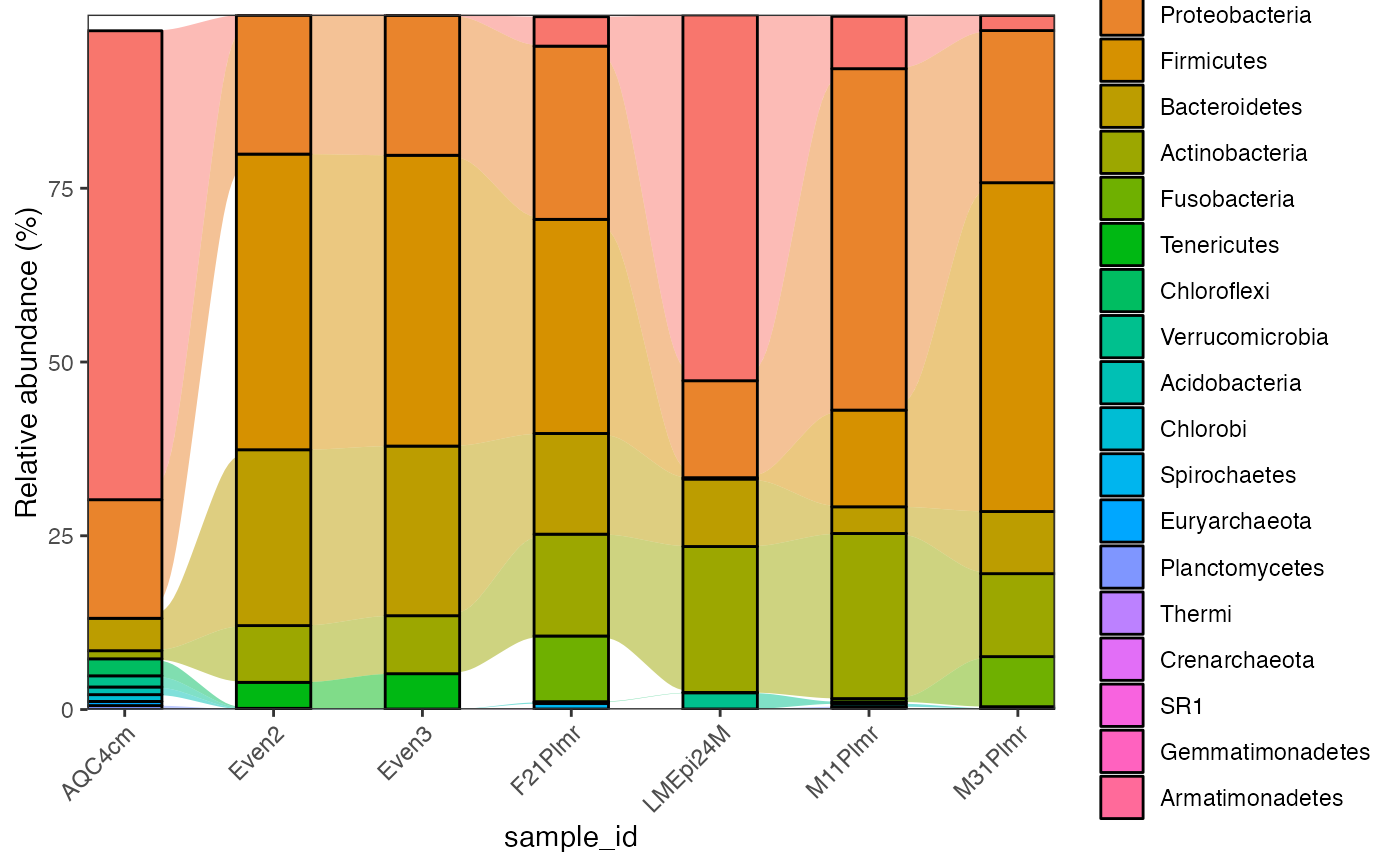 Relative abundance (%)
75
50
25
0
AQC4cm
Even2
Even3
F21Plmr
LMEpi24M
M11Plmr
M31Plmr
sample_id
Proteobacteria
Firmicutes
Bacteroidetes
Actinobacteria
Fusobacteria
Tenericutes
Chloroflexi
Verrucomicrobia
Acidobacteria
Chlorobi
Spirochaetes
Euryarchaeota
Planctomycetes
Thermi
Crenarchaeota
SR1
Gemmatimonadetes
Armatimonadetes